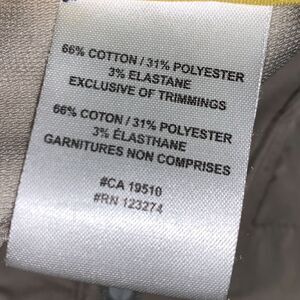 66% COTTON / 31% POLYESTER
3% ELASTANE
EXCLUSIVE OF TRIMMINGS
66% COTON / 31% POLYESTER
3% ÉLASTHANE
GARNITURES NON COMPRISES
#CA 19510
#RN 123274